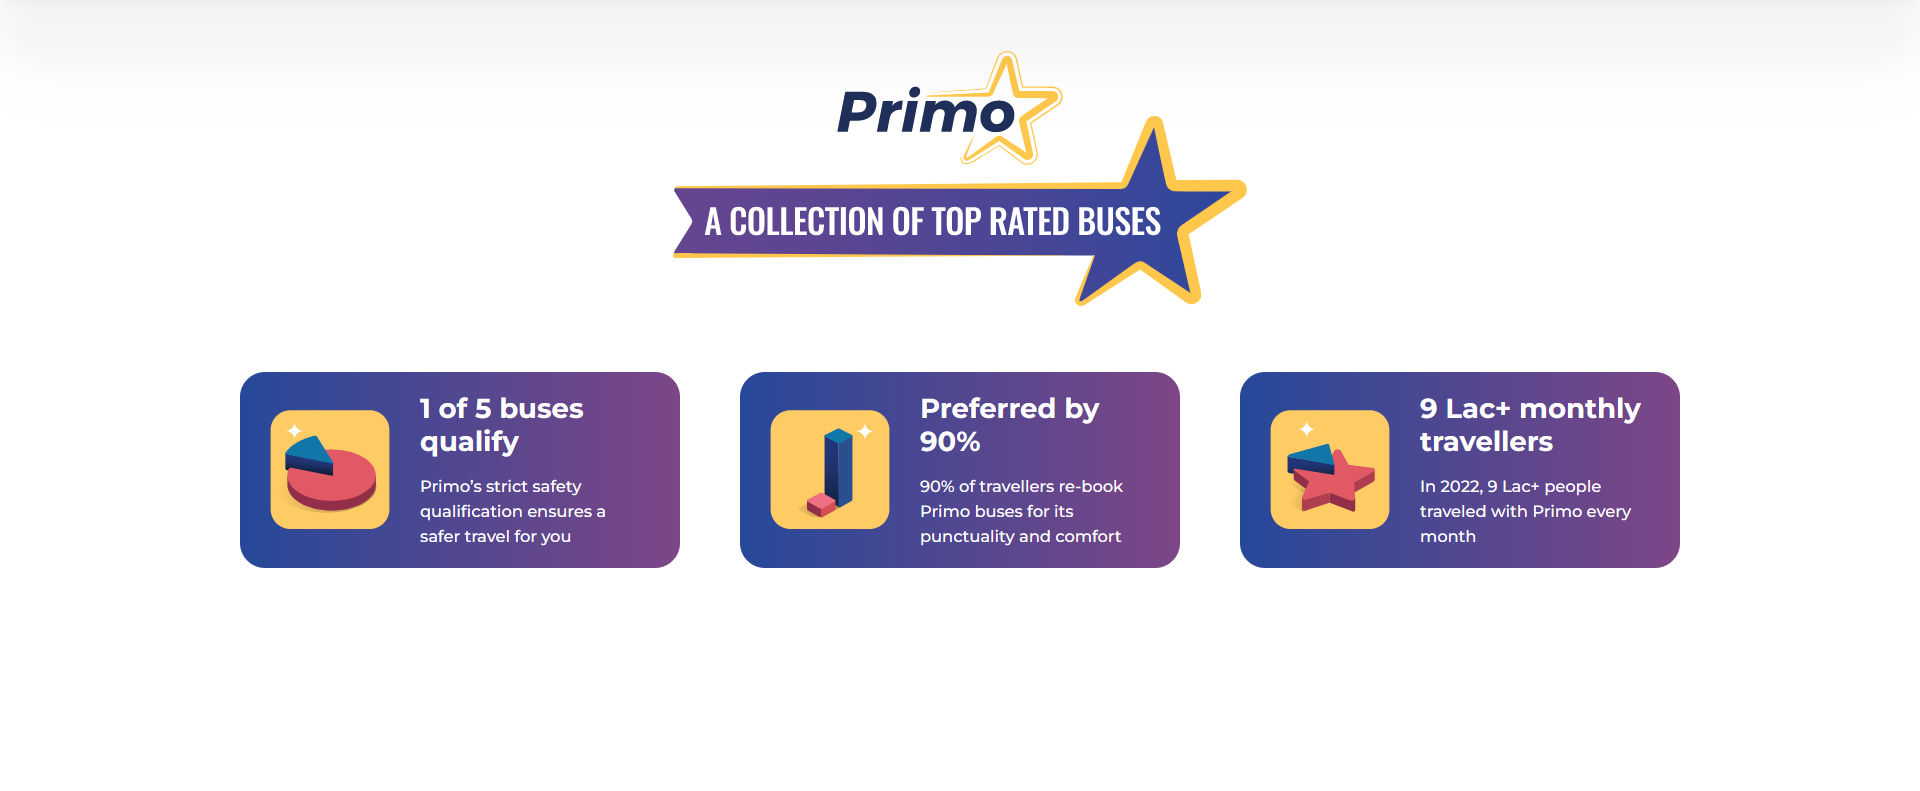 Primo
A COLLECTION OF TOP RATED BUSES
1 of 5 buses
qualify
Primo’s strict safety
qualification ensures a
safer travel for you
Preferred by
90%
90% of travellers re-book
Primo buses for its
punctuality and comfort
9 Lac+ monthly
travellers
In 2022, 9 Lac+ people
traveled with Primo every
month